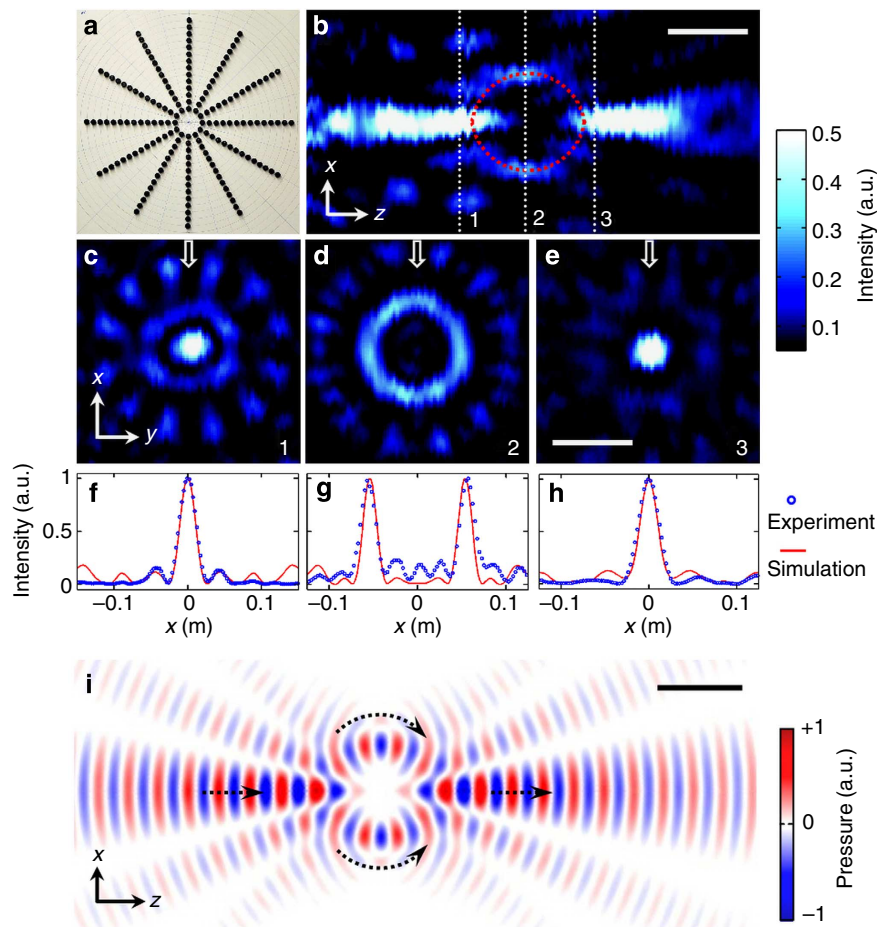 a
b
x
z
1
2
3
0.5
0.4
0.3
0.2
0.1
Intensity (a.u.)
c
x
y
1
d
2
e
3
Intensity (a.u.)
1
0.5
0
f
−0.1 0 0.1
x (m)
g
−0.1 0 0.1
x (m)
h
−0.1 0 0.1
x (m)
Experiment
Simulation
i
x
z
+1
0
−1
Pressure (a.u.)